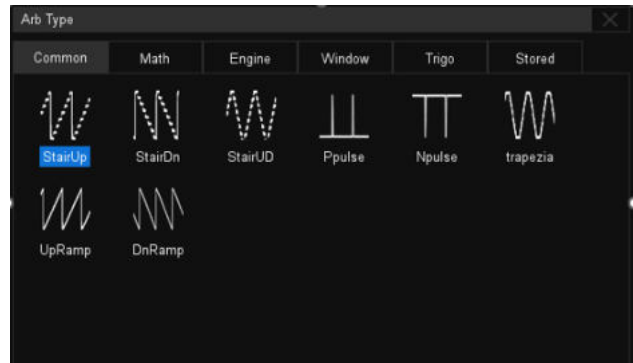 Arb Type
Common Math Engine Window Trigo Stored
StairUp StairDn StairUD Ppulse Npulse trapezia
UpRamp DnRamp